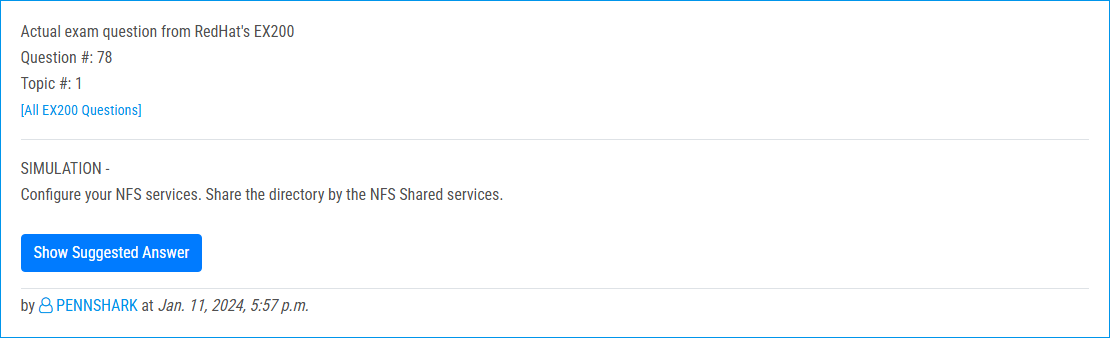 Actual exam question from RedHat's EX200
Question #: 78
Topic #: 1
[All EX200 Questions]
SIMULATION -
Configure your NFS services. Share the directory by the NFS Shared services.
Show Suggested Answer
by PENNSHARK at Jan. 11, 2024, 5:57 p.m.